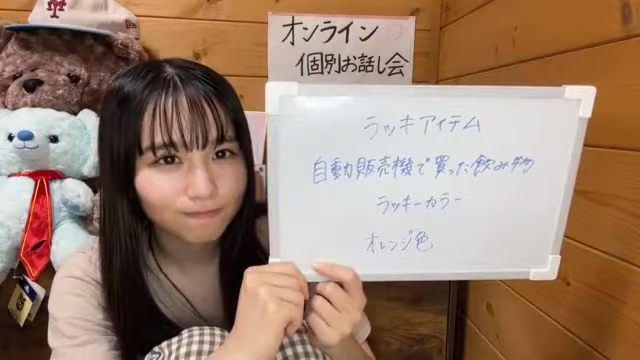 オンライン
個別お話し会
ラッキアイテム
自動販売機で買った飲み物
ラッキーカラー
オレンジ色